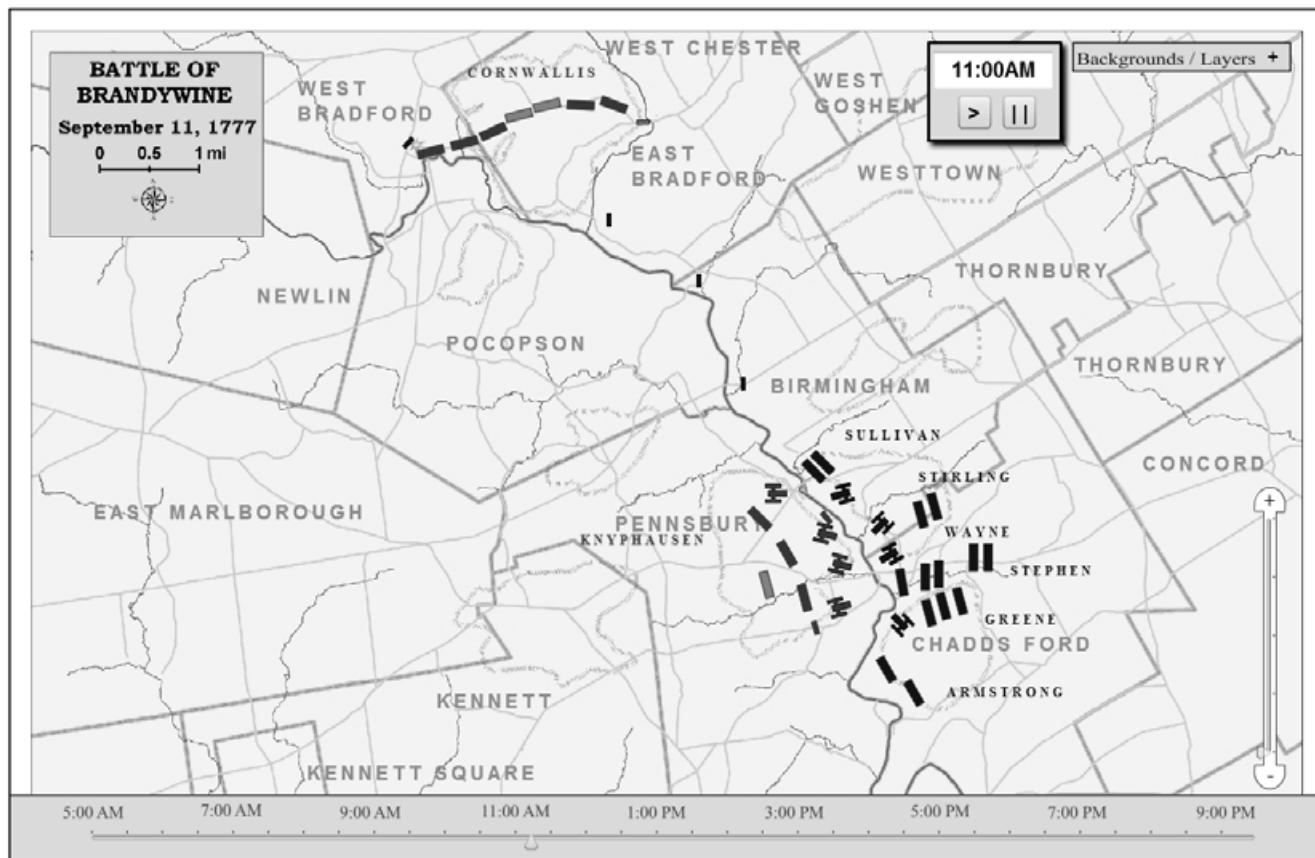 BATTLE OF
BRANDYWINE
September 11, 1777
0 0.5 1 mi
W S
11:00AM
> ||
Backgrounds / Layers +
WEST CHESTER
CORNWALLIS
WEST
BRADFORD
WEST
GOSHEN
EAST
BRADFORD
WESTTOWN
THORNBURY
NEWLIN
POCOPSON
THORNBURY
BIRMINGHAM
SULLIVAN
CONCORD
STIRLING
EAST MARLBOROUGH
PENNSBURY
KNYPHAUSEN
WAYNE
STEPHEN
GREENE
CHADDS FORD
ARMSTRONG
KENNETT
KENNETT SQUARE
+
-
5:00 AM 7:00 AM 9:00 AM 11:00 AM 1:00 PM 3:00 PM 5:00 PM 7:00 PM 9:00 PM